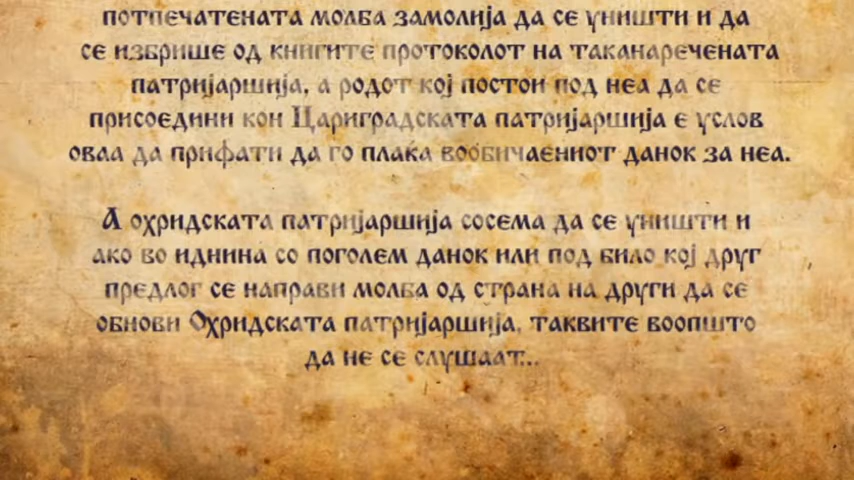 потпечатената молба замолија да се уништи и да
се избрише од книгите протоколот на таканаречената
патријаршија, а родот кој постои под неа да се
присоедини кон Цариградската патријаршија е услов
оваа да прифати да го плаќа вообичаениот данок за неа.
А охридската патријаршија сосема да се уништи и
ако во иднина со поголем данок или под било кој друг
предлог се направи молба од страна на други да се
обнови Охридската патријаршија, таквите воопшто
да не се слушаат...